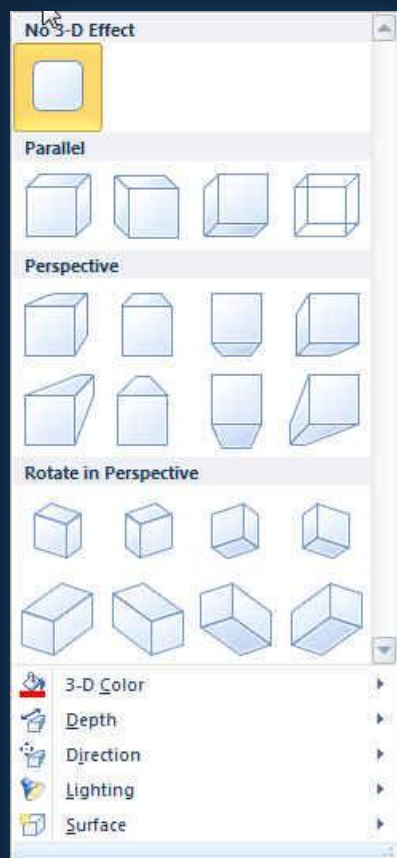 No 3-D Effect
Parallel
Perspective
Rotate in Perspective
3-D Color
Depth
Direction
Lighting
Surface